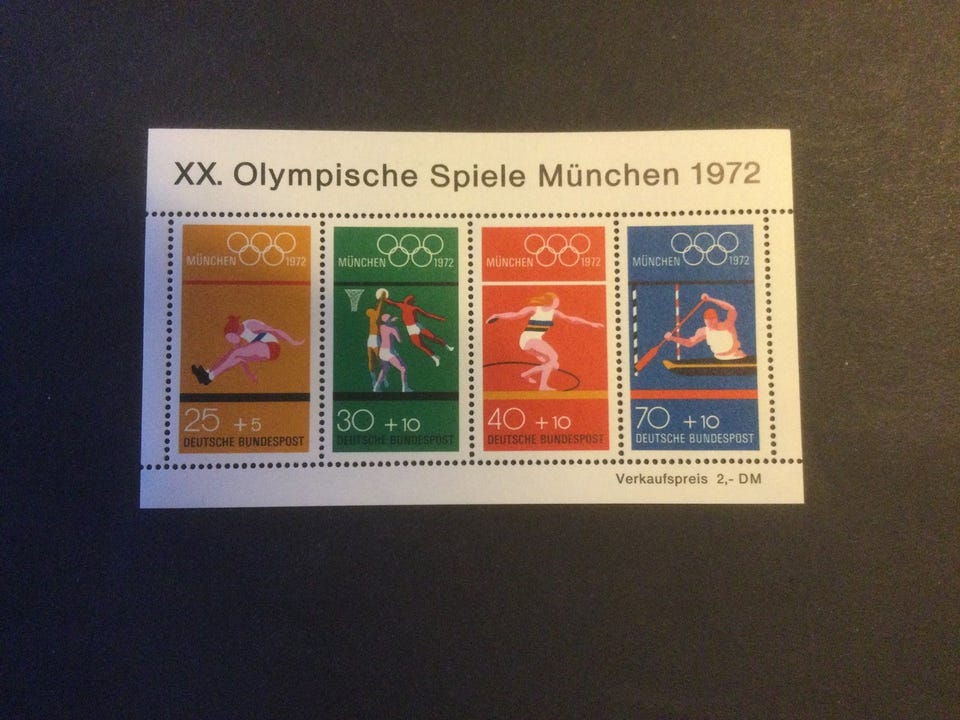 XX. Olympische Spiele München 1972
MÜNCHEN 1972
25 +5
DEUTSCHE BUNDESPOST
MÜNCHEN 1972
30 +10
DEUTSCHE BUNDESPOST
MÜNCHEN 1972
40 +10
DEUTSCHE BUNDESPOST
MÜNCHEN 1972
70 +10
DEUTSCHE BUNDESPOST
Verkaufspreis 2,- DM